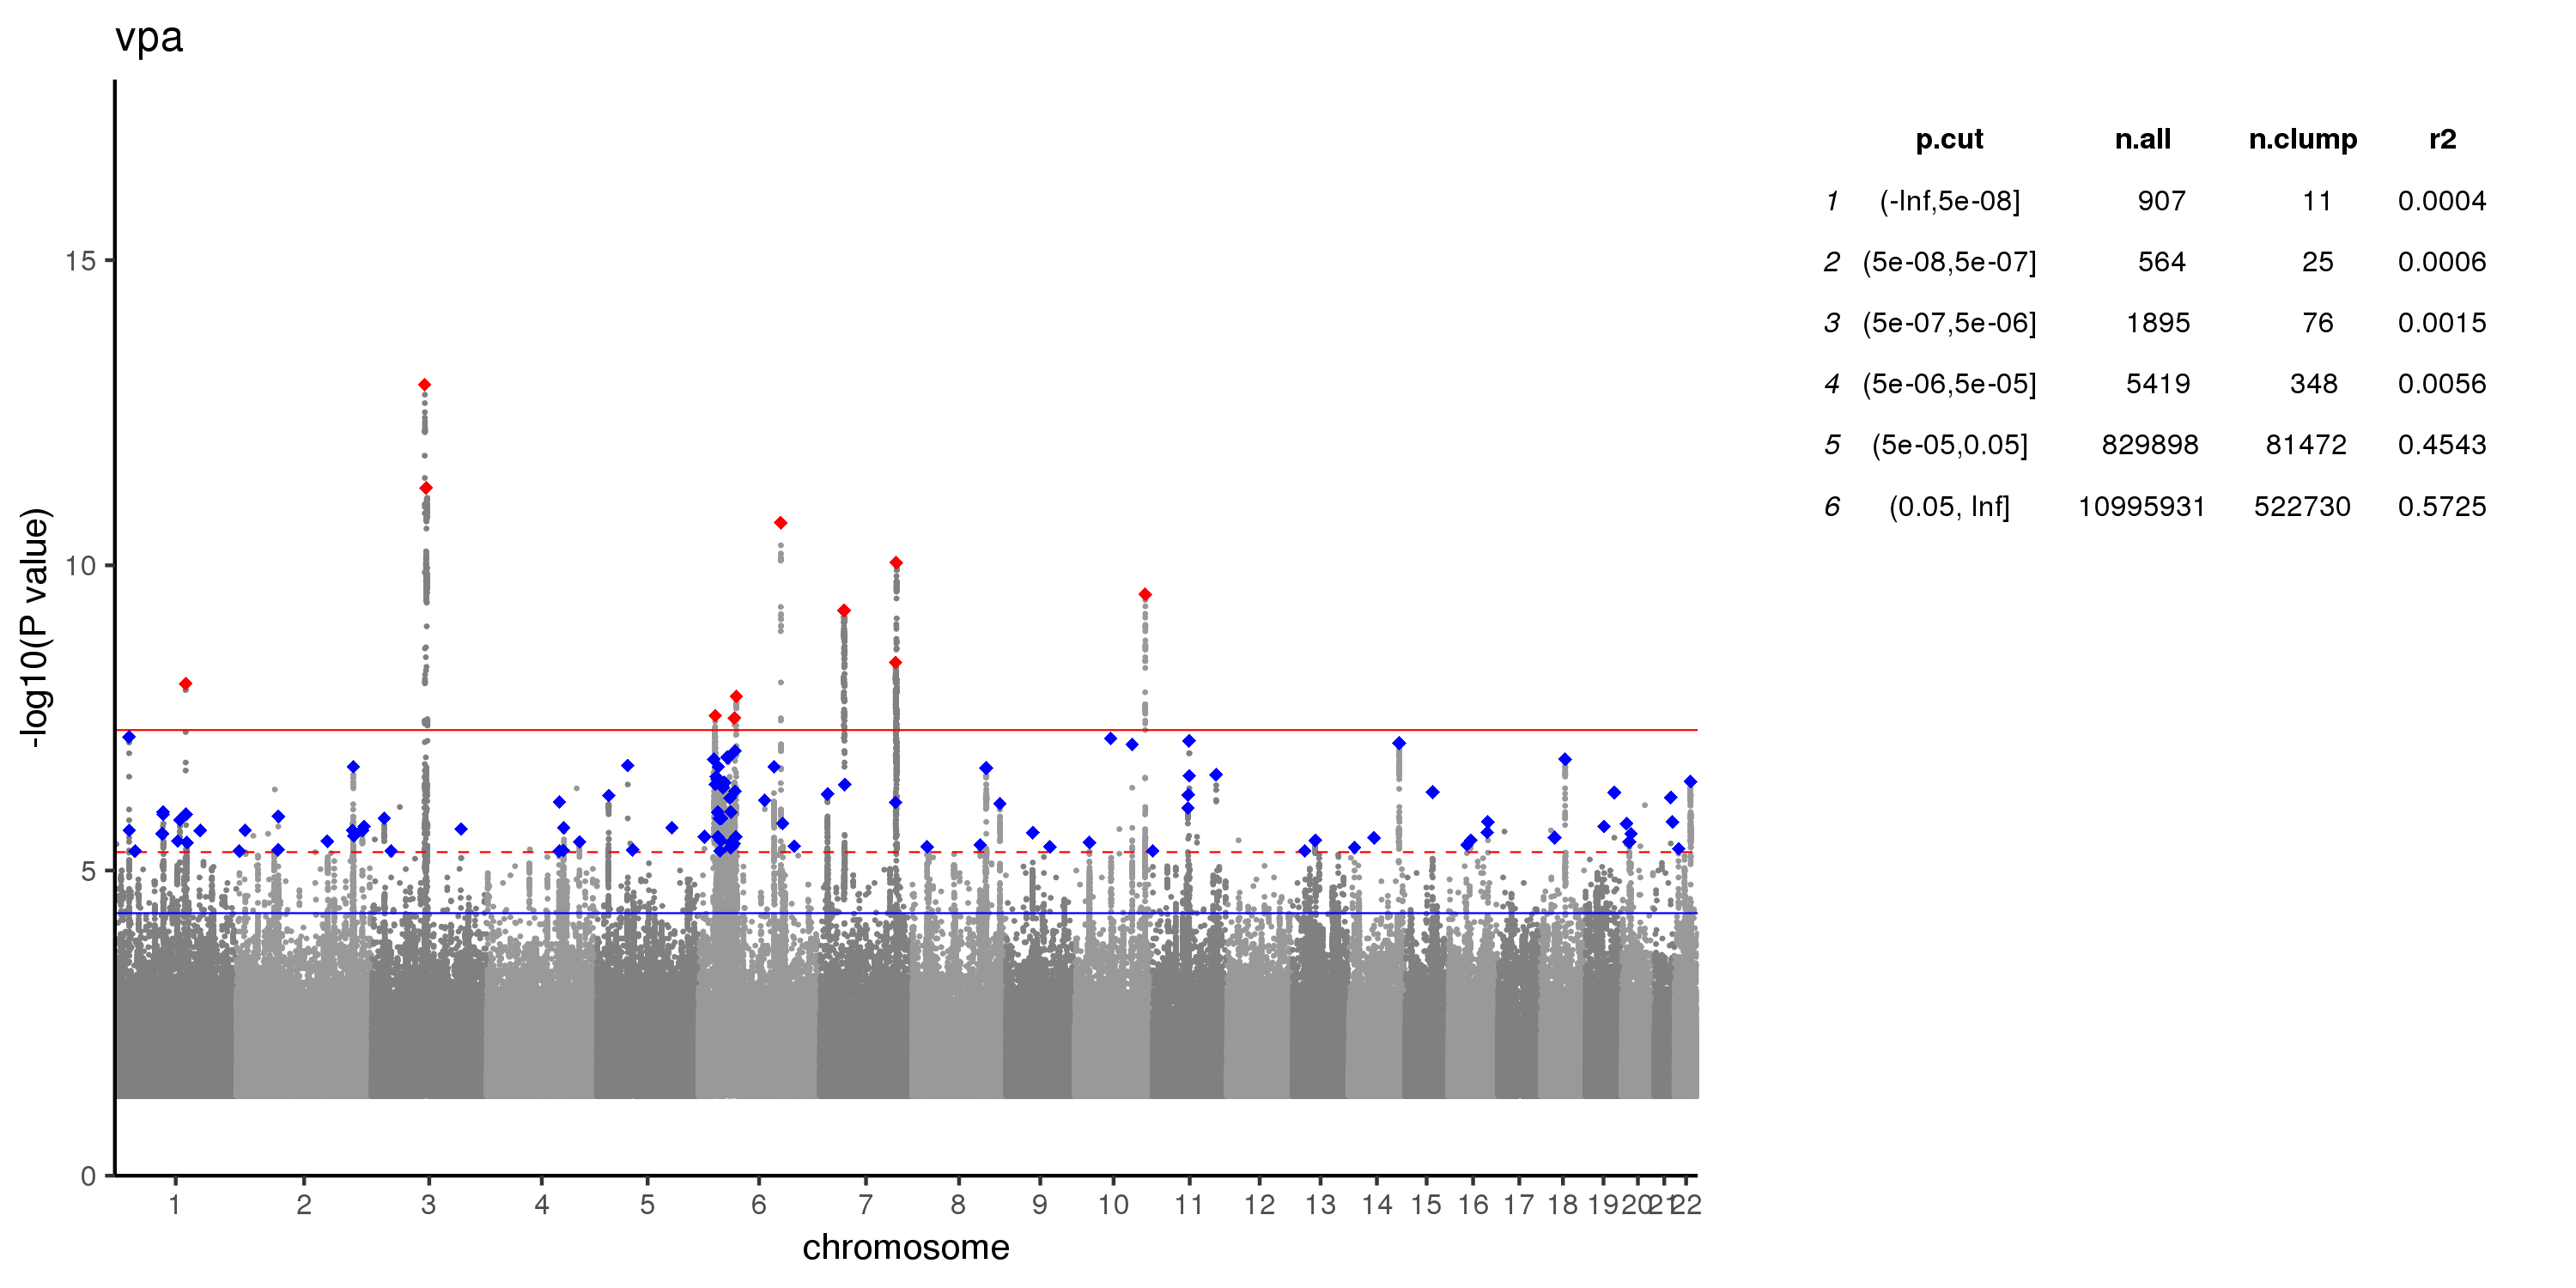 vpa
-log10(P value)
15
10
5
0
1 2 3 4 5 6 7 8 9 10 11 12 13 14 15 16 17 18 19 20 21 22
chromosome
p.cut n.all n.clump r2
1 (-Inf,5e-08] 907 11 0.0004
2 (5e-08,5e-07] 564 25 0.0006
3 (5e-07,5e-06] 1895 76 0.0015
4 (5e-06,5e-05] 5419 348 0.0056
5 (5e-05,0.05] 829898 81472 0.4543
6 (0.05, Inf] 10995931 522730 0.5725